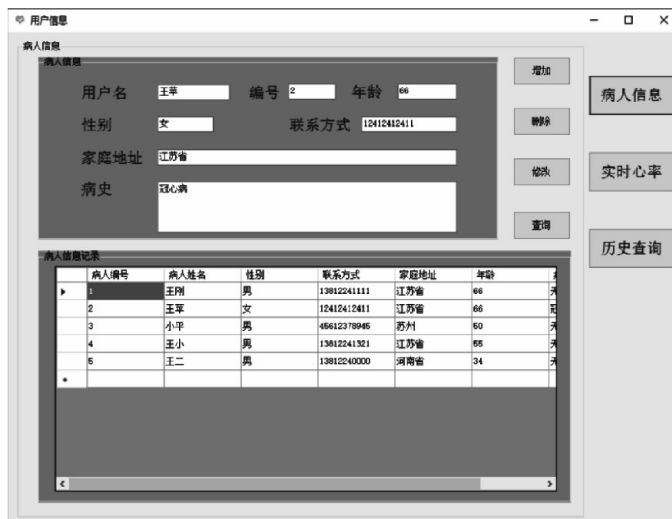 用户信息
病人信息
病人信息
用户名 王苹 编号 2 年龄 66
性别 女 联系方式 12412412411
家庭地址 江苏省
病史 冠心病
增加
删除
修改
查询
病人信息
实时心率
历史查询
病人信息记录
病人编号 病人姓名 性别 联系方式 家庭地址 年龄
1 王刚 男 13812241111 江苏省 66 无
2 王苹 女 12412412411 江苏省 66 冠
3 小平 男 45612378945 苏州 50 无
4 王小 男 13812241321 江苏省 55 无
5 王二 男 13812240000 河南省 34 无